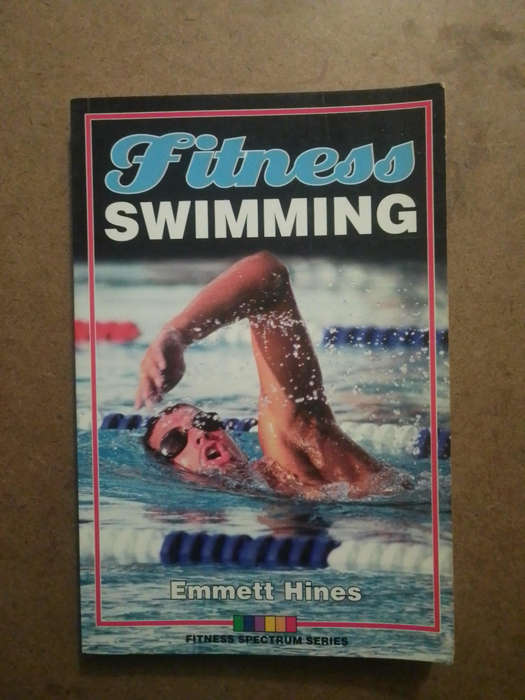 Fitness
SWIMMING
Emmett Hines
FITNESS SPECTRUM SERIES